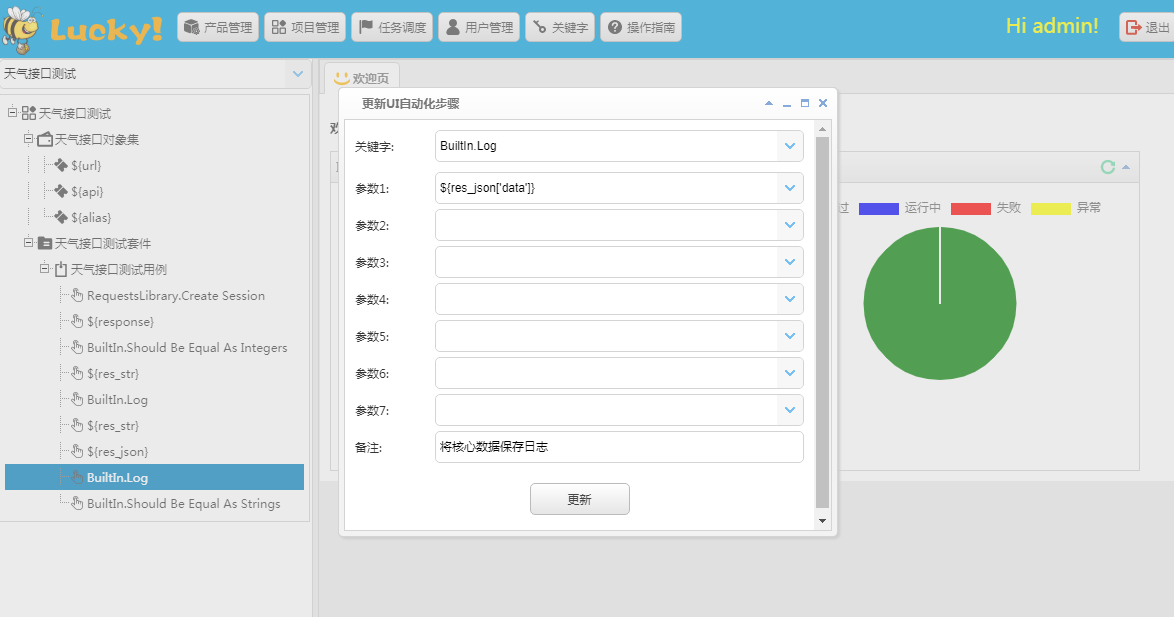 Lucky!
产品管理
项目管理
任务调度
用户管理
关键字
操作指南
Hi admin!
退出
天气接口测试
欢迎页
天气接口测试
天气接口对象集
${url}
${api}
${alias}
天气接口测试套件
天气接口测试用例
RequestsLibrary.Create Session
${response}
BuiltIn.Should Be Equal As Integers
${res_str}
BuiltIn.Log
${res_str}
${res_json}
BuiltIn.Log
BuiltIn.Should Be Equal As Strings
更新UI自动化步骤
关键字: BuiltIn.Log
参数1: ${res_json['data']}
参数2:
参数3:
参数4:
参数5:
参数6:
参数7:
备注: 将核心数据保存日志
更新
过 运行中 失败 异常